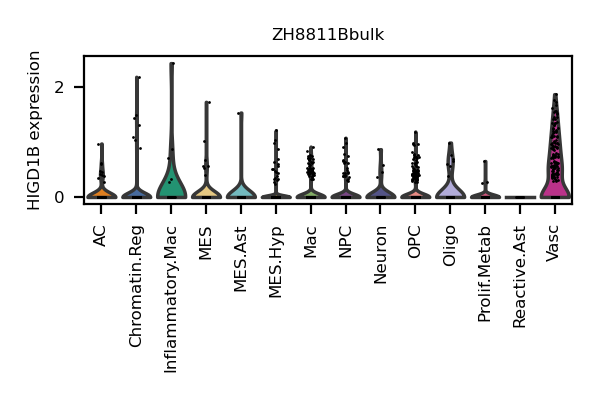 ZH8811Bbulk
HIGD1B expression
2
0
AC
Chromatin.Reg
Inflammatory.Mac
MES
MES.Ast
MES.Hyp
Mac
NPC
Neuron
OPC
Oligo
Prolif.Metab
Reactive.Ast
Vasc